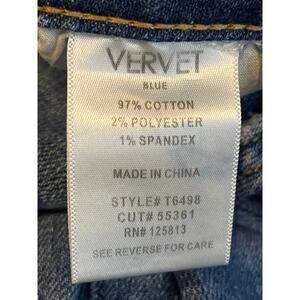 VERVET
BLUE
97% COTTON
2% POLYESTER
1% SPANDEX
MADE IN CHINA
STYLE# T6498
CUT# 55361
RN# 125813
SEE REVERSE FOR CARE